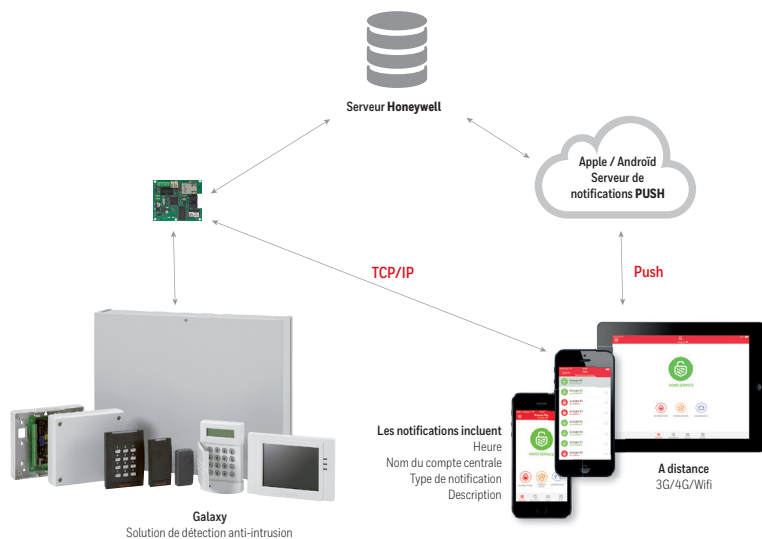 Serveur Honeywell
Apple / Androïd
Serveur de
notifications PUSH
TCP/IP
Push
Les notifications incluent
Heure
Nom du compte centrale
Type de notification
Description
A distance
3G/4G/Wifi
Galaxy
Solution de détection anti-intrusion